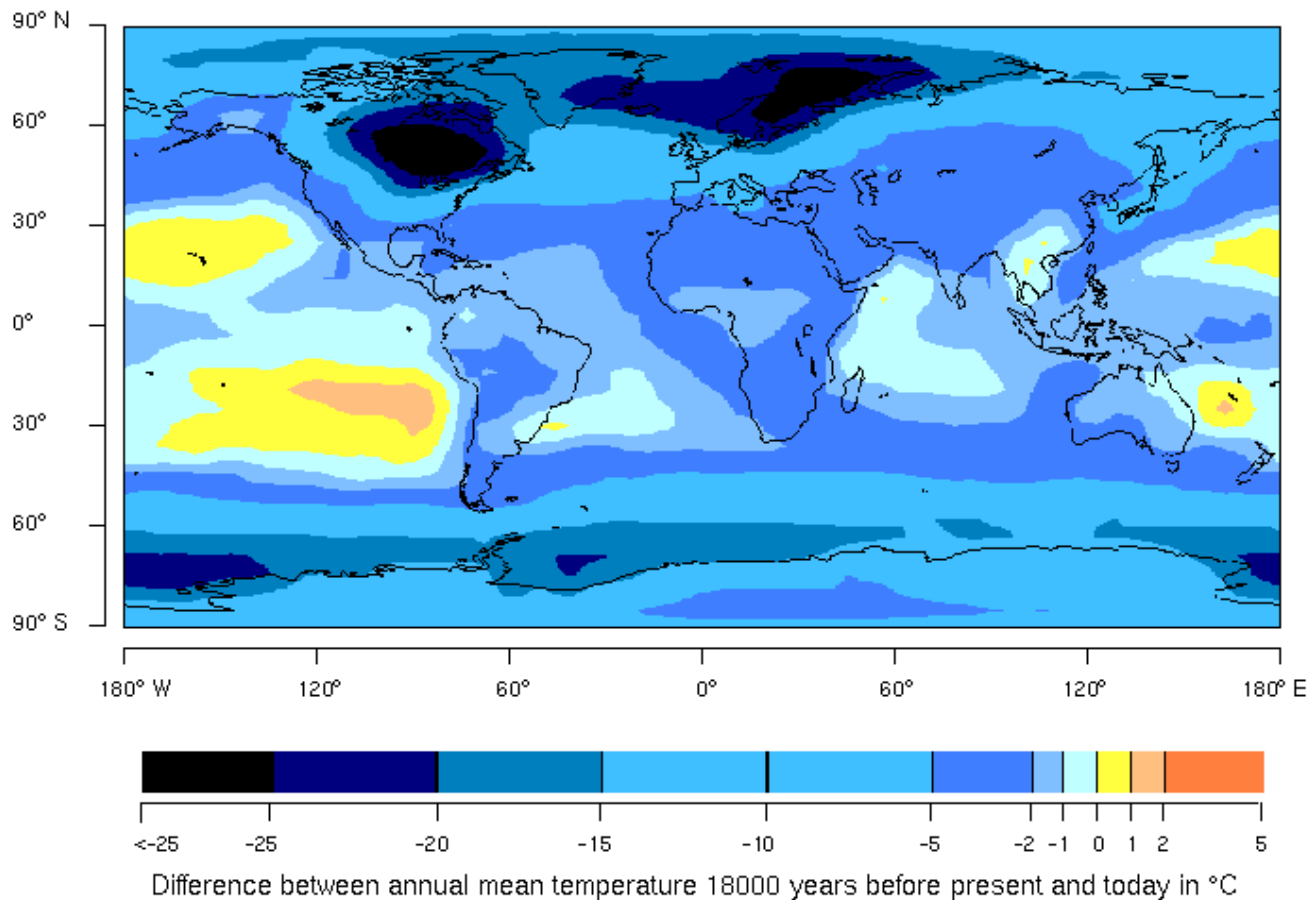 90° N
60°
30°
0°
30°
60°
90° S
180° W 120° 60° 0° 60° 120° 180° E
<-25 -25 -20 -15 -10 -5 -2 -1 0 1 2 5
Difference between annual mean temperature 18000 years before present and today in °C